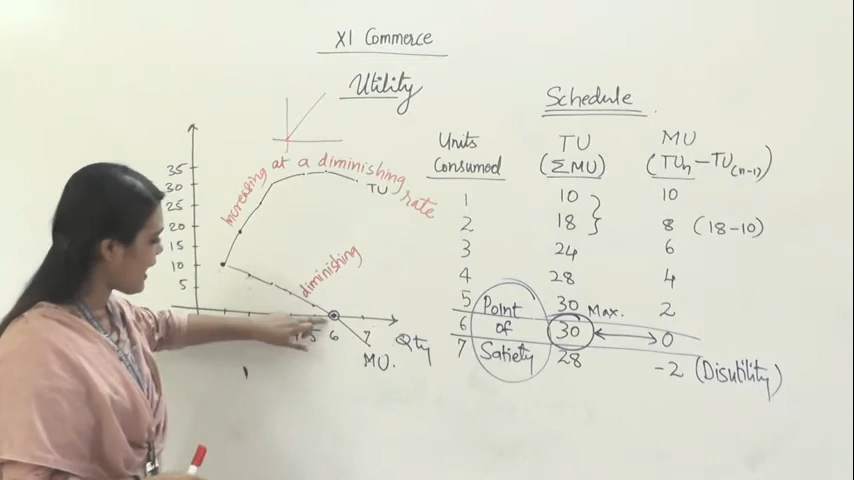 XI Commerce
Utility
Schedule
Units Consumed
TU (ΣMU)
MU (TUn – TU(n-1))
1 10 10
2 18 8 (18-10)
3 24 6
4 28 4
5 30 Max. 2
6 30 0
7 28 -2 (Disutility)
Point of Satiety
35
30
25
20
15
10
5
Increasing at a diminishing rate
TU
diminishing
5 6 7 Qty
MU.